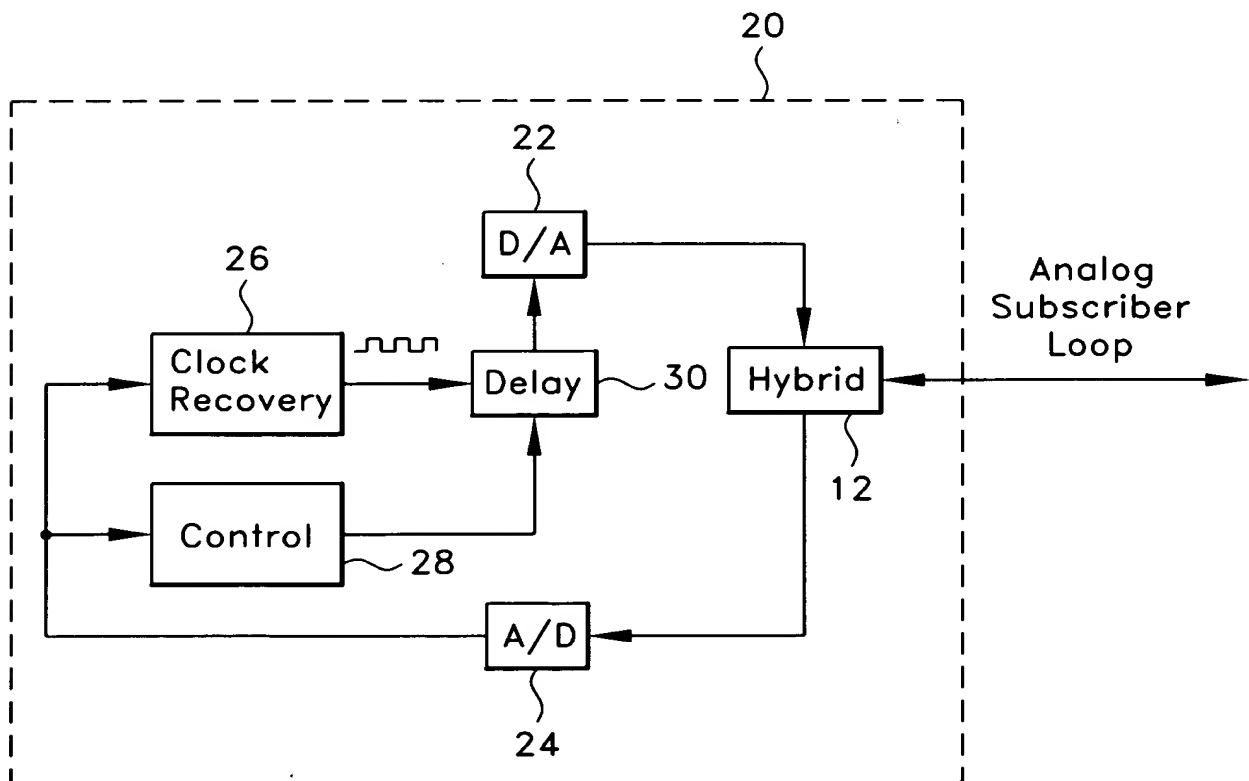 20
22
D/A
26
Analog
Subscriber
Loop
Clock
Recovery
Delay
30
Hybrid
12
Control
28
A/D
24